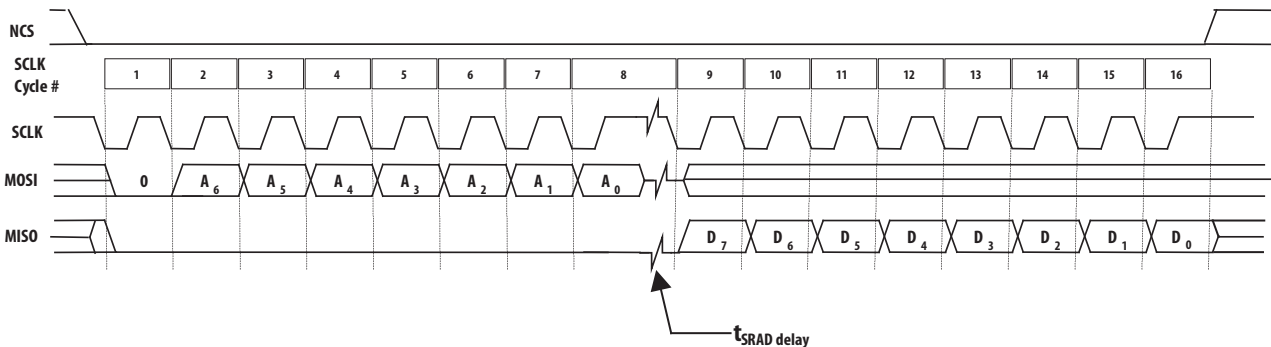 NCS
SCLK
Cycle #
1 2 3 4 5 6 7 8 9 10 11 12 13 14 15 16
SCLK
MOSI 0 A6 A5 A4 A3 A2 A1 A0
MISO D7 D6 D5 D4 D3 D2 D1 D0
tSRAD delay